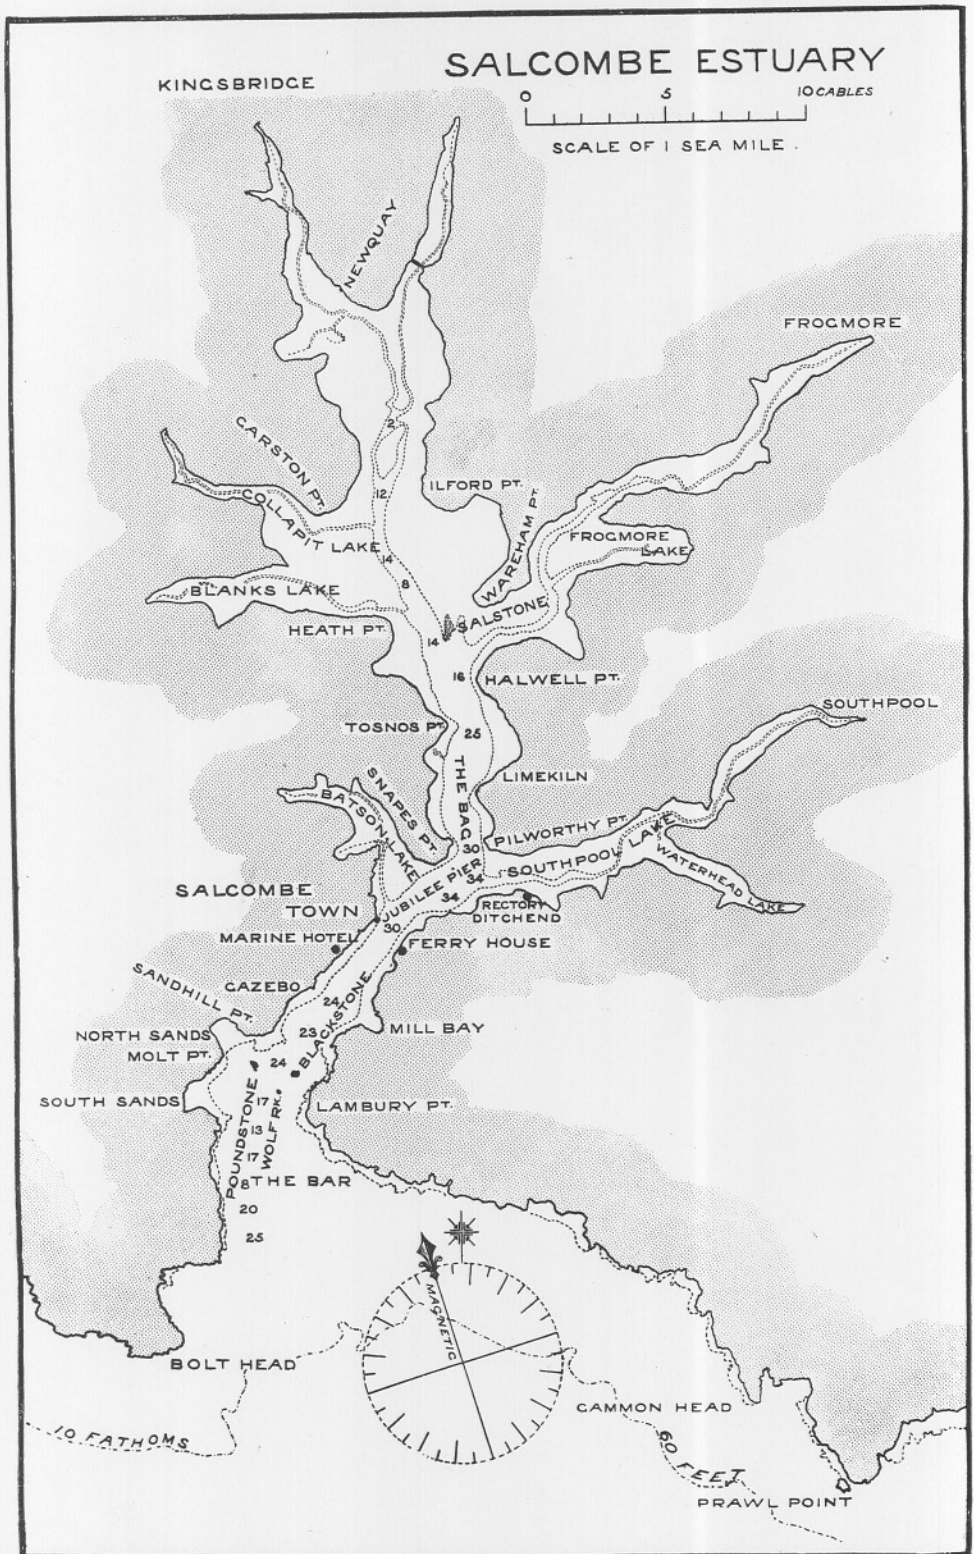 SALCOMBE ESTUARY
KINGSBRIDGE
0 5 10 CABLES
SCALE OF 1 SEA MILE.
NEWQUAY
FROGMORE
2
GARSTON PT.
12
ILFORD PT.
WAREHAM PT.
COLLAPIT LAKE
FROGMORE
LAKE
14
8
BLANKS LAKE
SALSTONE
HEATH PT.
14
16
HALWELL PT.
SOUTHPOOL
TOSNOS PT.
25
THE BAG
LIMEKILN
SNAPES PT.
BATSON LAKE
PILWORTHY PT.
30
SOUTHPOOL LAKE
WATERHEAD LAKE
JUBILEE PIER
34
34
SALCOMBE
TOWN
RECTORY
DITCHEND
30
MARINE HOTEL
FERRY HOUSE
SANDHILL PT.
GAZEBO
24
BLACKSTONE
23
MILL BAY
NORTH SANDS
MOLT PT.
24
SOUTH SANDS
POUNDSTONE
17
WOLF RK.
LAMBURY PT.
13
17
8
THE BAR
20
25
MAGNETIC
BOLT HEAD
GAMMON HEAD
10 FATHOMS
60 FEET
PRAWL POINT